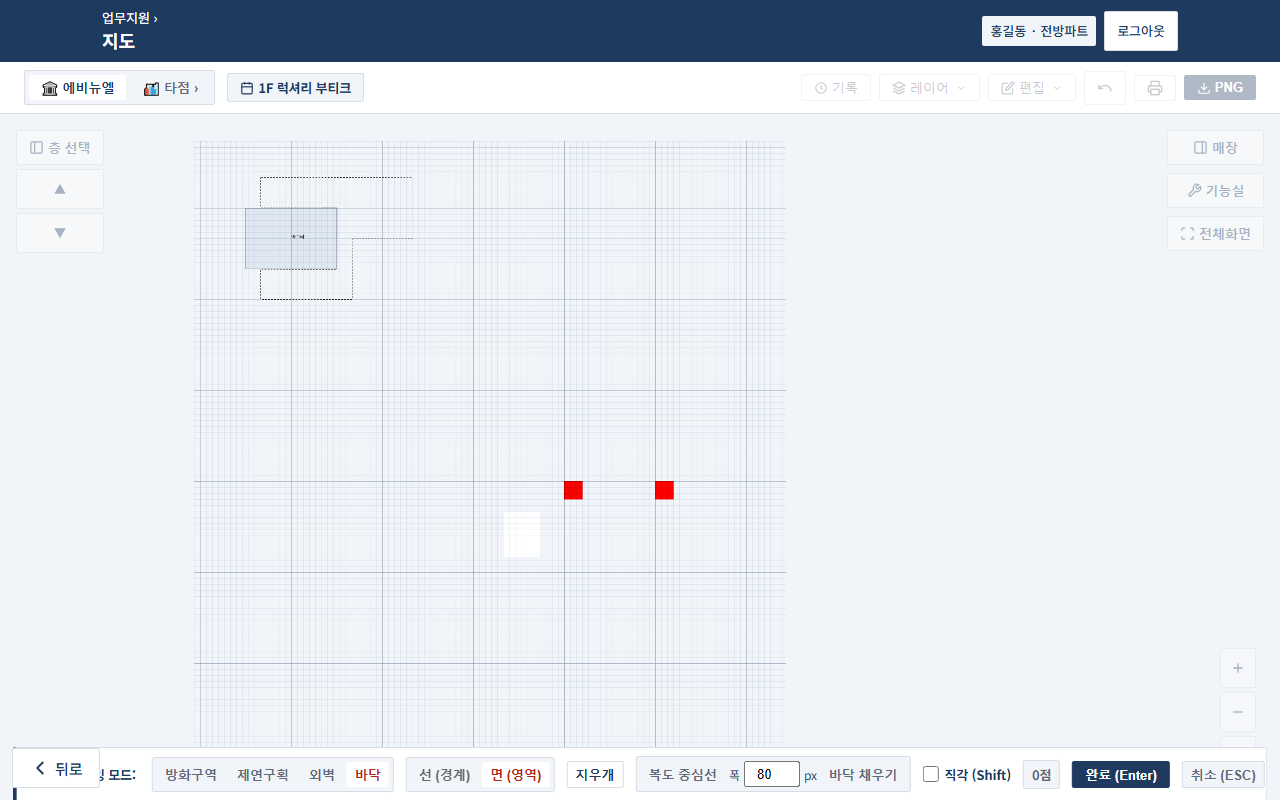 업무지원 ›
지도
홍길동 · 전방파트
로그아웃
에비뉴엘
타점 ›
1F 럭셔리 부티크
기록
레이어
편집
PNG
층 선택
▲
▼
매장
기능실
전체화면
+
−
뒤로
모드:
방화구역
제연구획
외벽
바닥
선 (경계)
면 (영역)
지우개
복도 중심선
폭
80
px
바닥 채우기
직각 (Shift)
0점
완료 (Enter)
취소 (ESC)